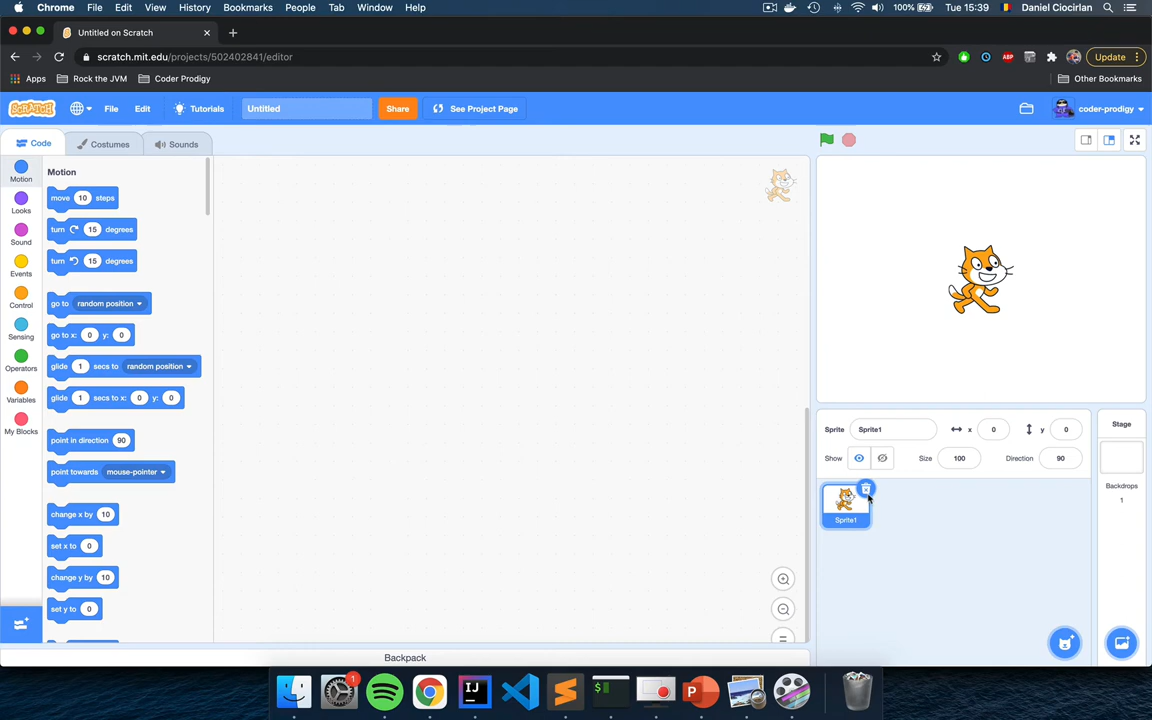 Chrome File Edit View History Bookmarks People Tab Window Help 100% Tue 15:39 Daniel Ciocirlan
Untitled on Scratch
scratch.mit.edu/projects/502402841/editor ABP Update
Apps Rock the JVM Coder Prodigy Other Bookmarks
SCRATCH File Edit Tutorials Untitled Share See Project Page coder-prodigy
Code Costumes Sounds
Motion
Looks
Sound
Events
Control
Sensing
Operators
Variables
My Blocks
Motion
move 10 steps
turn 15 degrees
turn 15 degrees
go to random position
go to x: 0 y: 0
glide 1 secs to random position
glide 1 secs to x: 0 y: 0
point in direction 90
point towards mouse-pointer
change x by 10
set x to 0
change y by 10
set y to 0
Backpack
Sprite Sprite1 x 0 y 0
Show Size 100 Direction 90
Sprite1
Stage
Backdrops
1
1
$
P